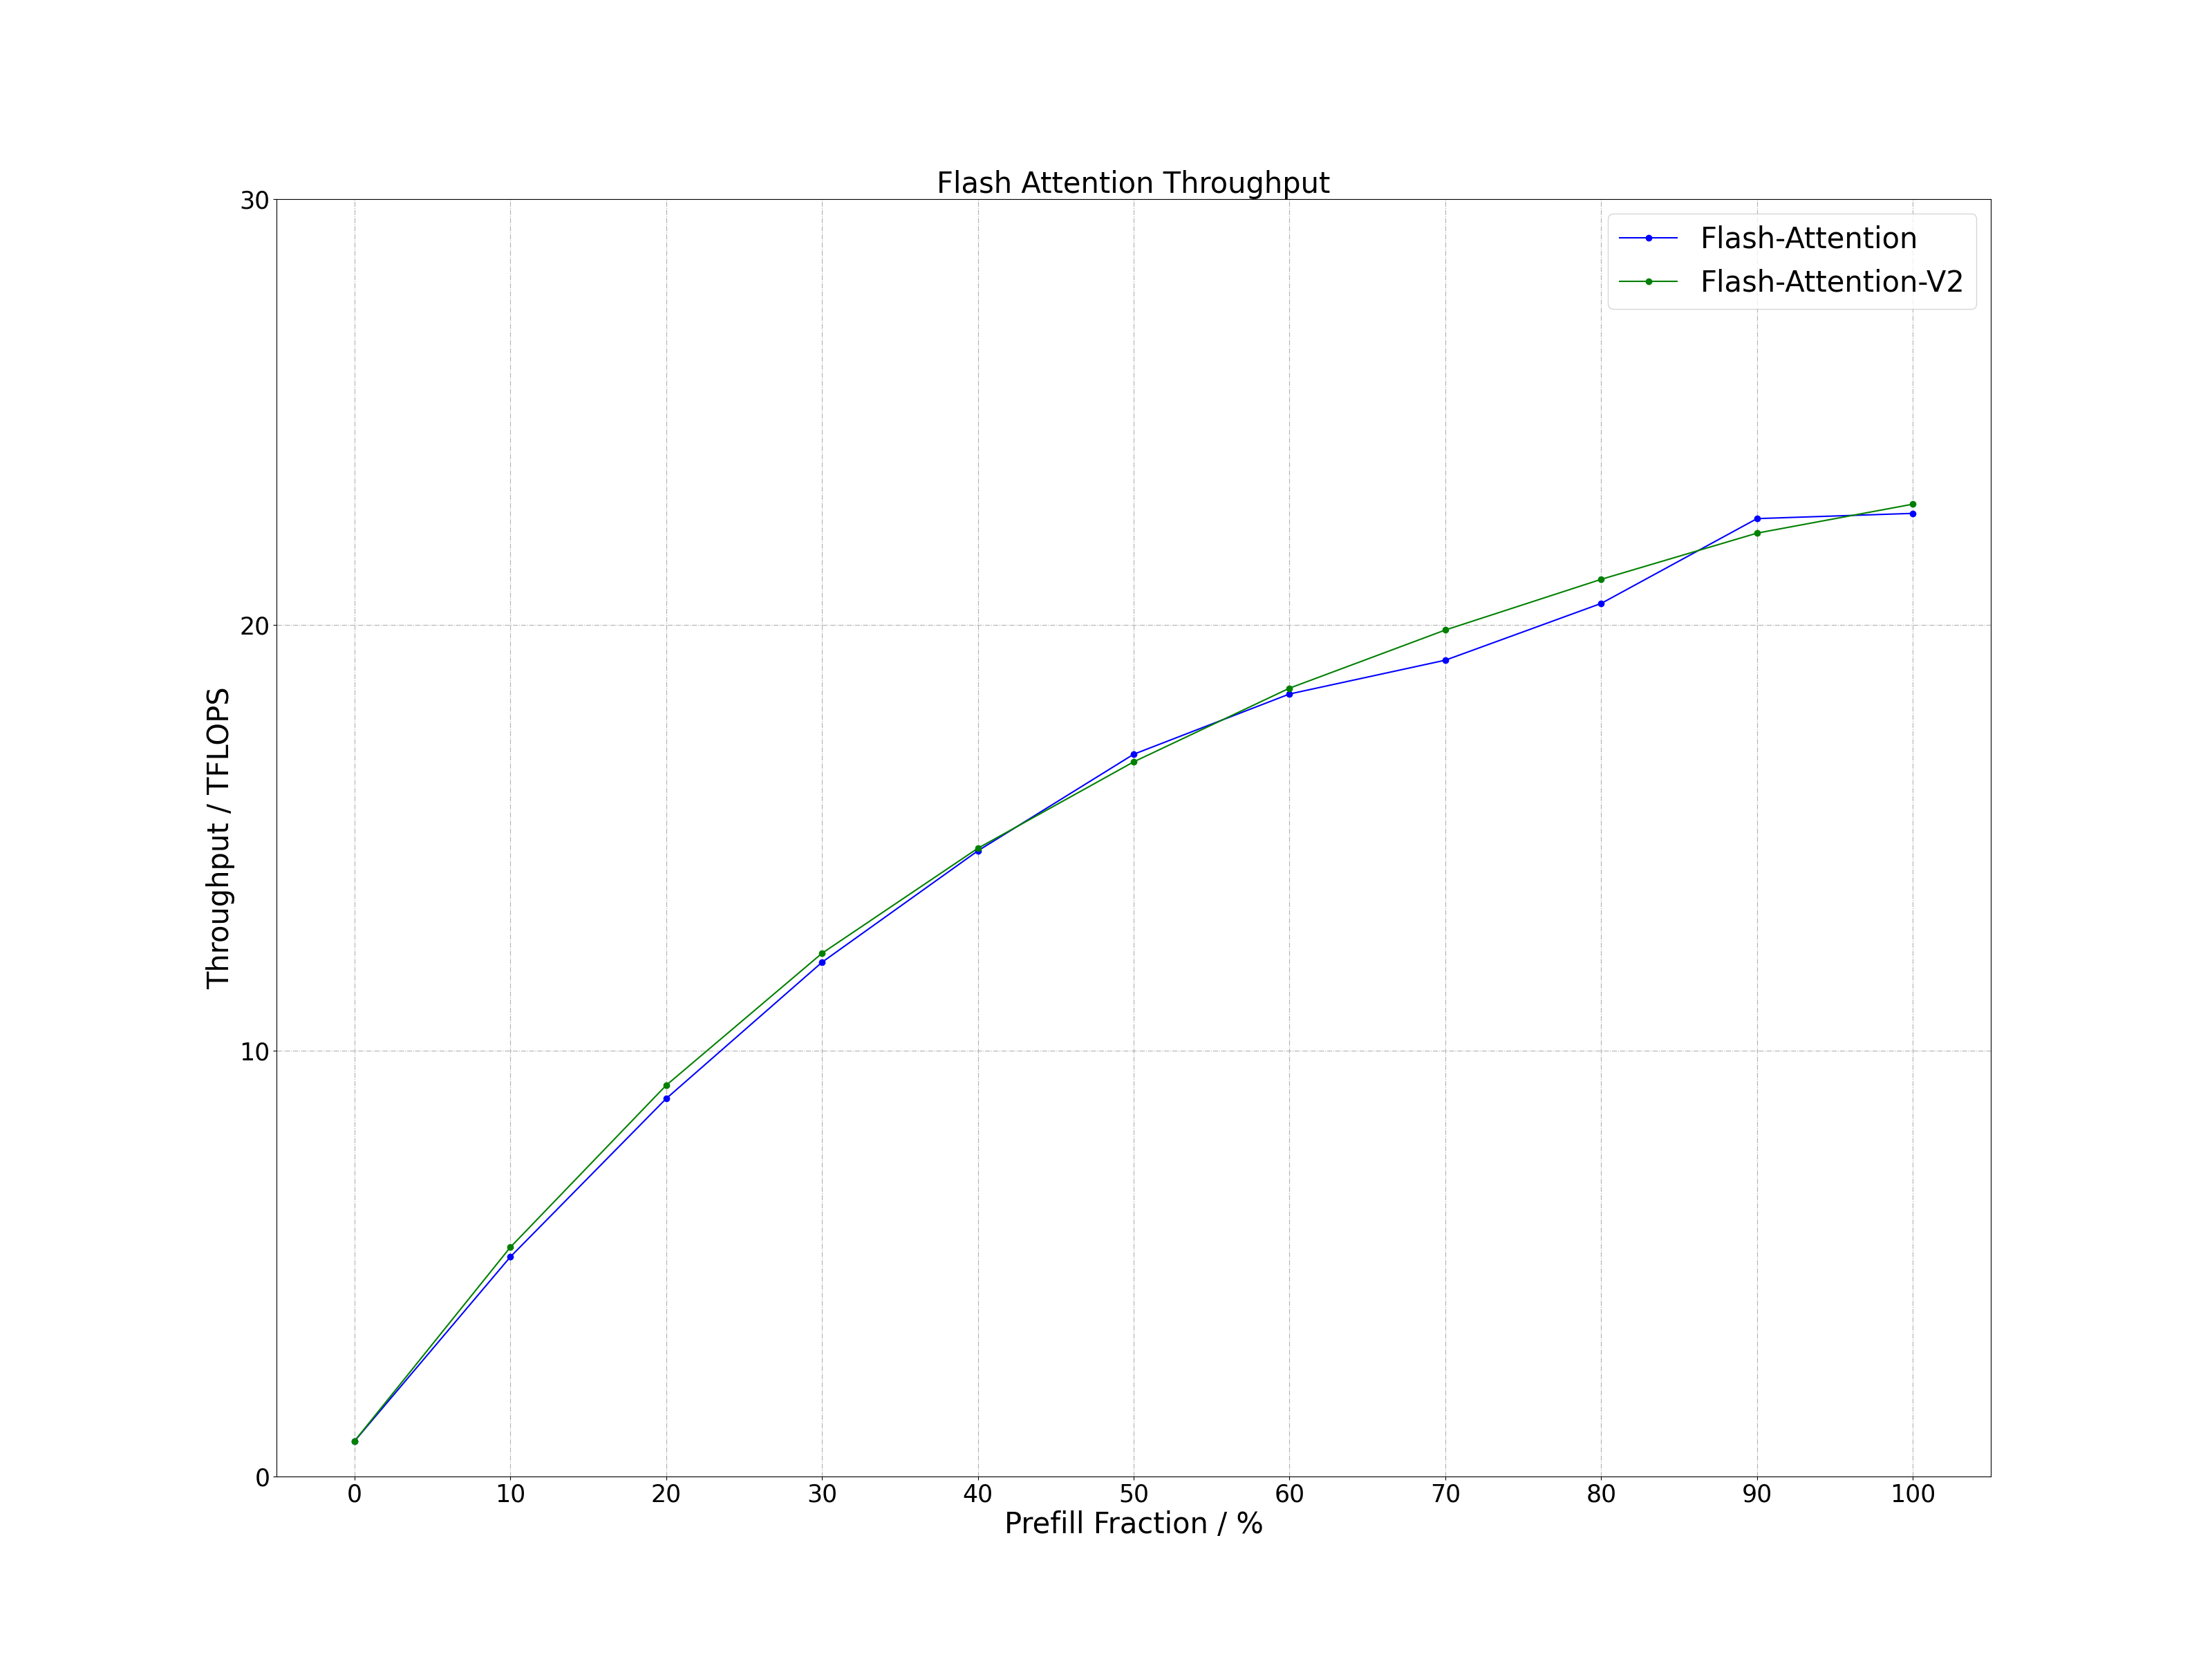 Flash Attention Throughput
30
Flash-Attention
Flash-Attention-V2
20
Throughput / TFLOPS
10
0
0 10 20 30 40 50 60 70 80 90 100
Prefill Fraction / %